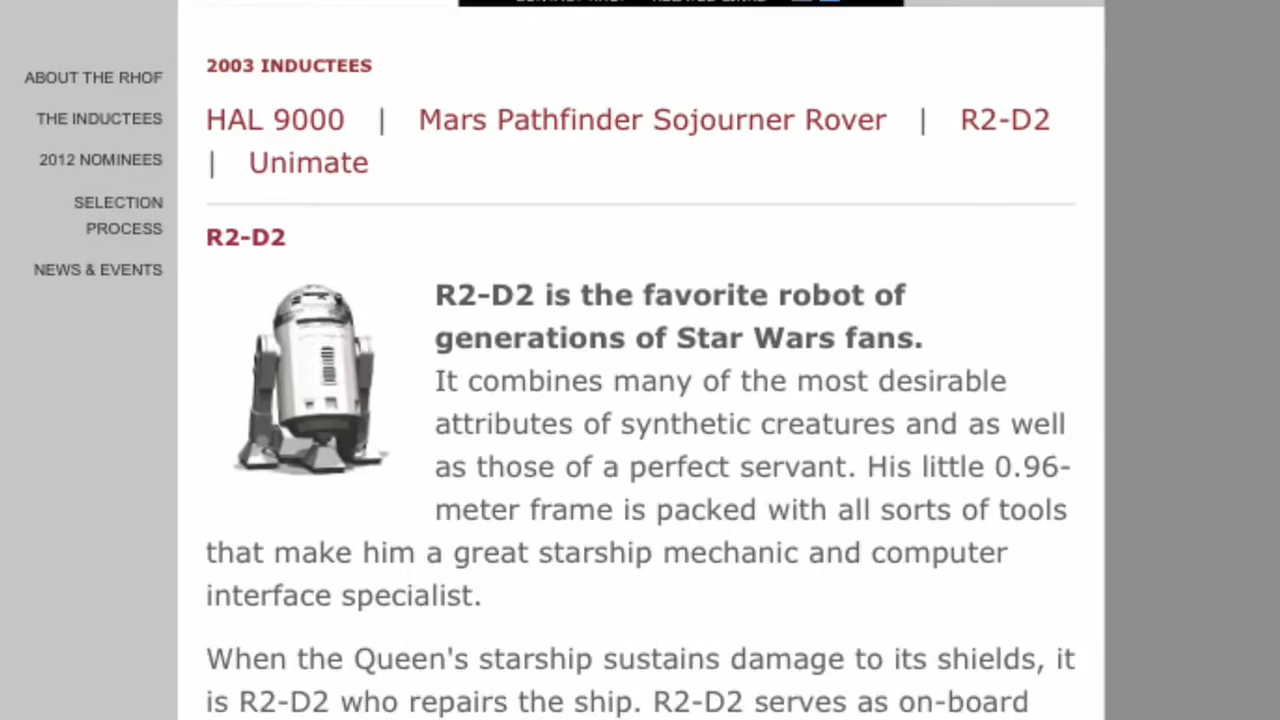 2003 INDUCTEES
HAL 9000 | Mars Pathfinder Sojourner Rover | R2-D2
| Unimate
ABOUT THE RHOF
THE INDUCTEES
2012 NOMINEES
SELECTION
PROCESS
NEWS & EVENTS
R2-D2
R2-D2 is the favorite robot of
generations of Star Wars fans.
It combines many of the most desirable
attributes of synthetic creatures and as well
as those of a perfect servant. His little 0.96-
meter frame is packed with all sorts of tools
that make him a great starship mechanic and computer
interface specialist.
When the Queen's starship sustains damage to its shields, it
is R2-D2 who repairs the ship. R2-D2 serves as on-board